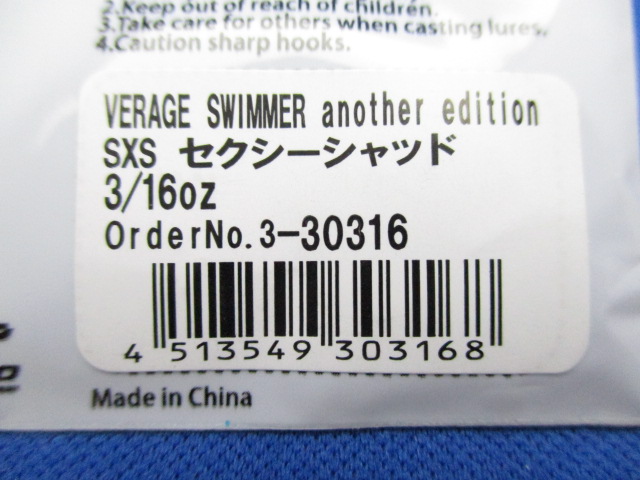 2.Keep out of reach of children.
3.Take care for others when casting lures.
4.Caution sharp hooks.
VERAGE SWIMMER another edition
SXS セクシーシャッド
3/16oz
OrderNo.3-30316
4 513549 303168
Made in China